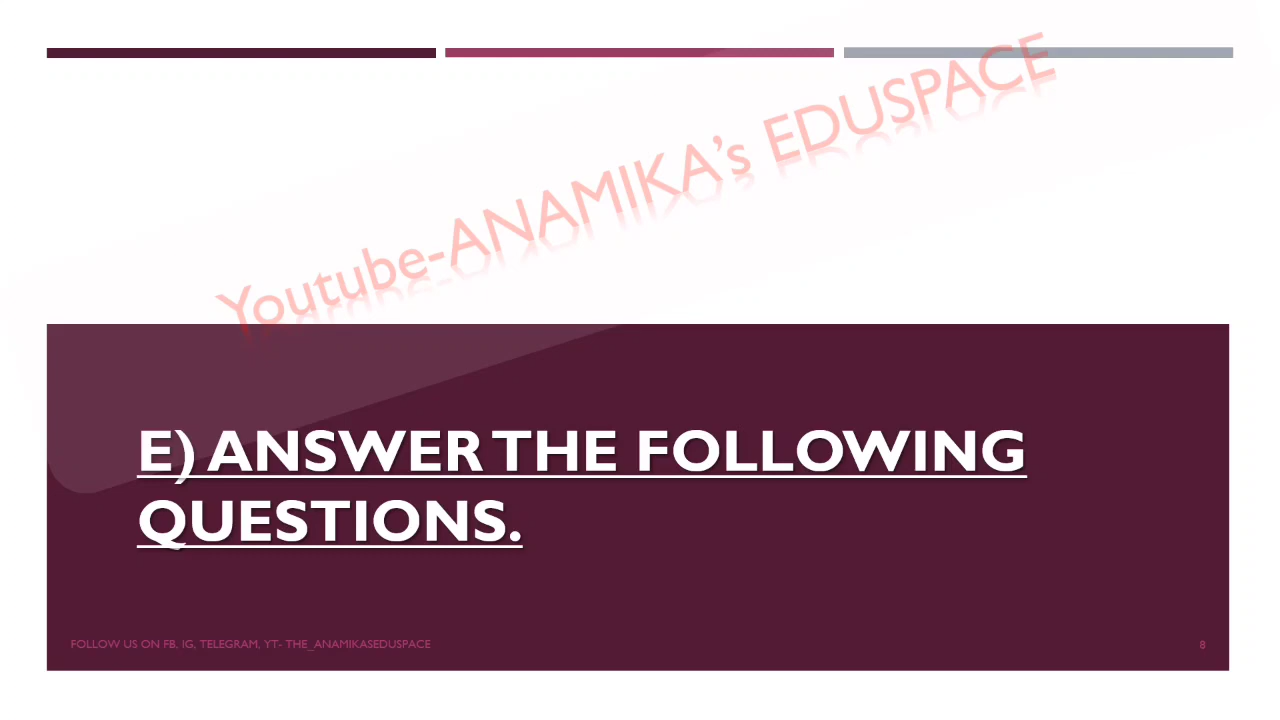 Youtube-ANAMIKA's EDUSPACE
E) ANSWER THE FOLLOWING
QUESTIONS.
FOLLOW US ON FB, IG, TELEGRAM, YT- THE_ANAMIKASEDUSPACE
8